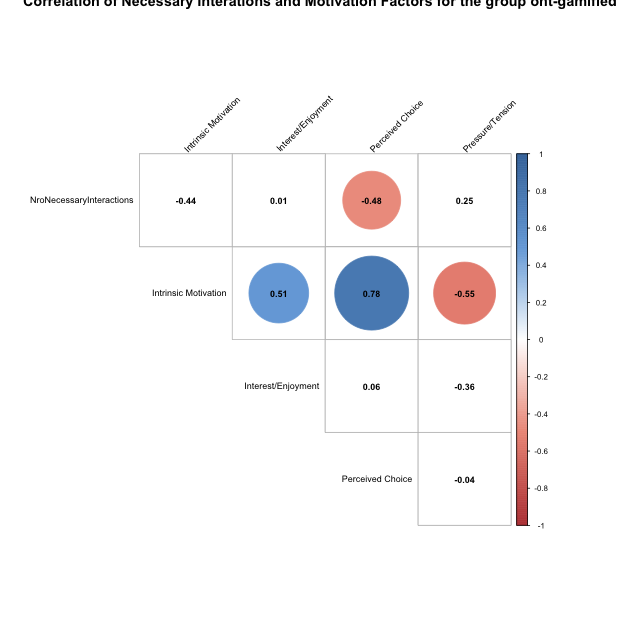 Correlation of Necessary Interations and Motivation Factors for the group ont-gamified
Intrinsic Motivation
Interest/Enjoyment
Perceived Choice
Pressure/Tension
NroNecessaryInteractions -0.44 0.01 -0.48 0.25
Intrinsic Motivation 0.51 0.78 -0.55
Interest/Enjoyment 0.06 -0.36
Perceived Choice -0.04
1
0.8
0.6
0.4
0.2
0
-0.2
-0.4
-0.6
-0.8
-1